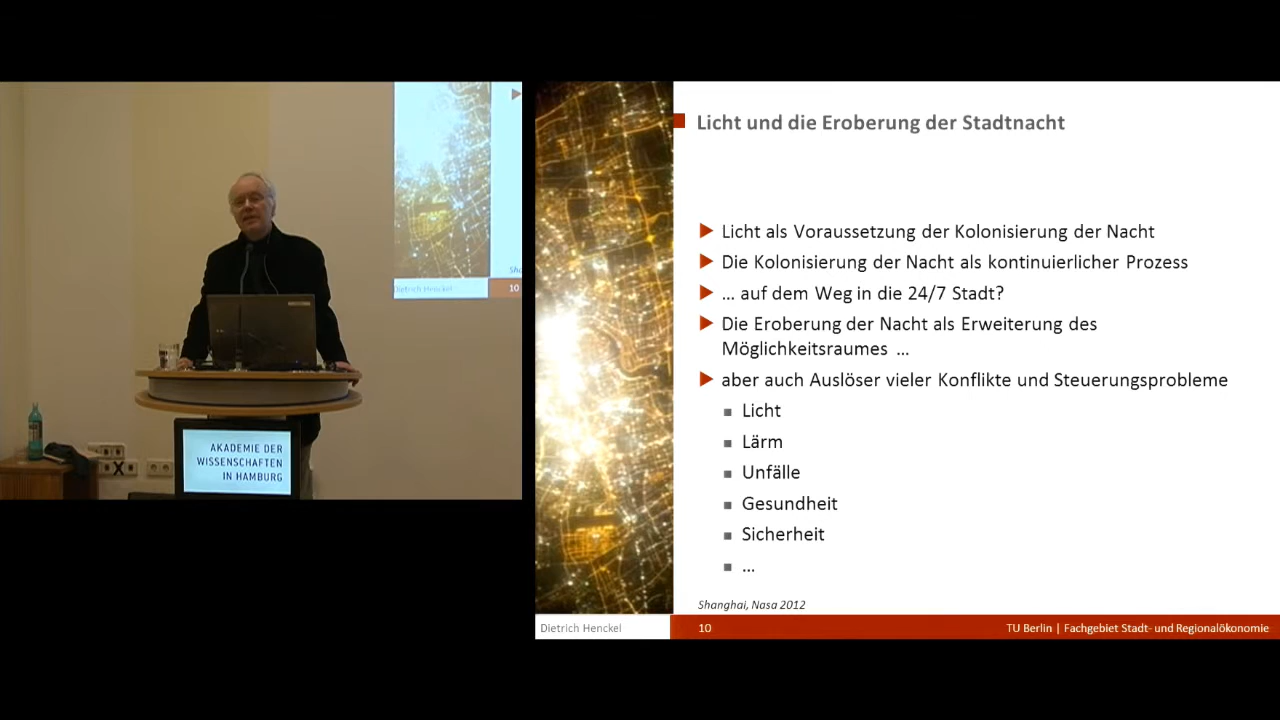 Dietrich Henckel
10
AKADEMIE DER
WISSENSCHAFTEN
IN HAMBURG
Licht und die Eroberung der Stadtnacht
Licht als Voraussetzung der Kolonisierung der Nacht
Die Kolonisierung der Nacht als kontinuierlicher Prozess
… auf dem Weg in die 24/7 Stadt?
Die Eroberung der Nacht als Erweiterung des
Möglichkeitsraumes …
aber auch Auslöser vieler Konflikte und Steuerungsprobleme
Licht
Lärm
Unfälle
Gesundheit
Sicherheit
…
Shanghai, Nasa 2012
Dietrich Henckel
10
TU Berlin | Fachgebiet Stadt- und Regionalökonomie